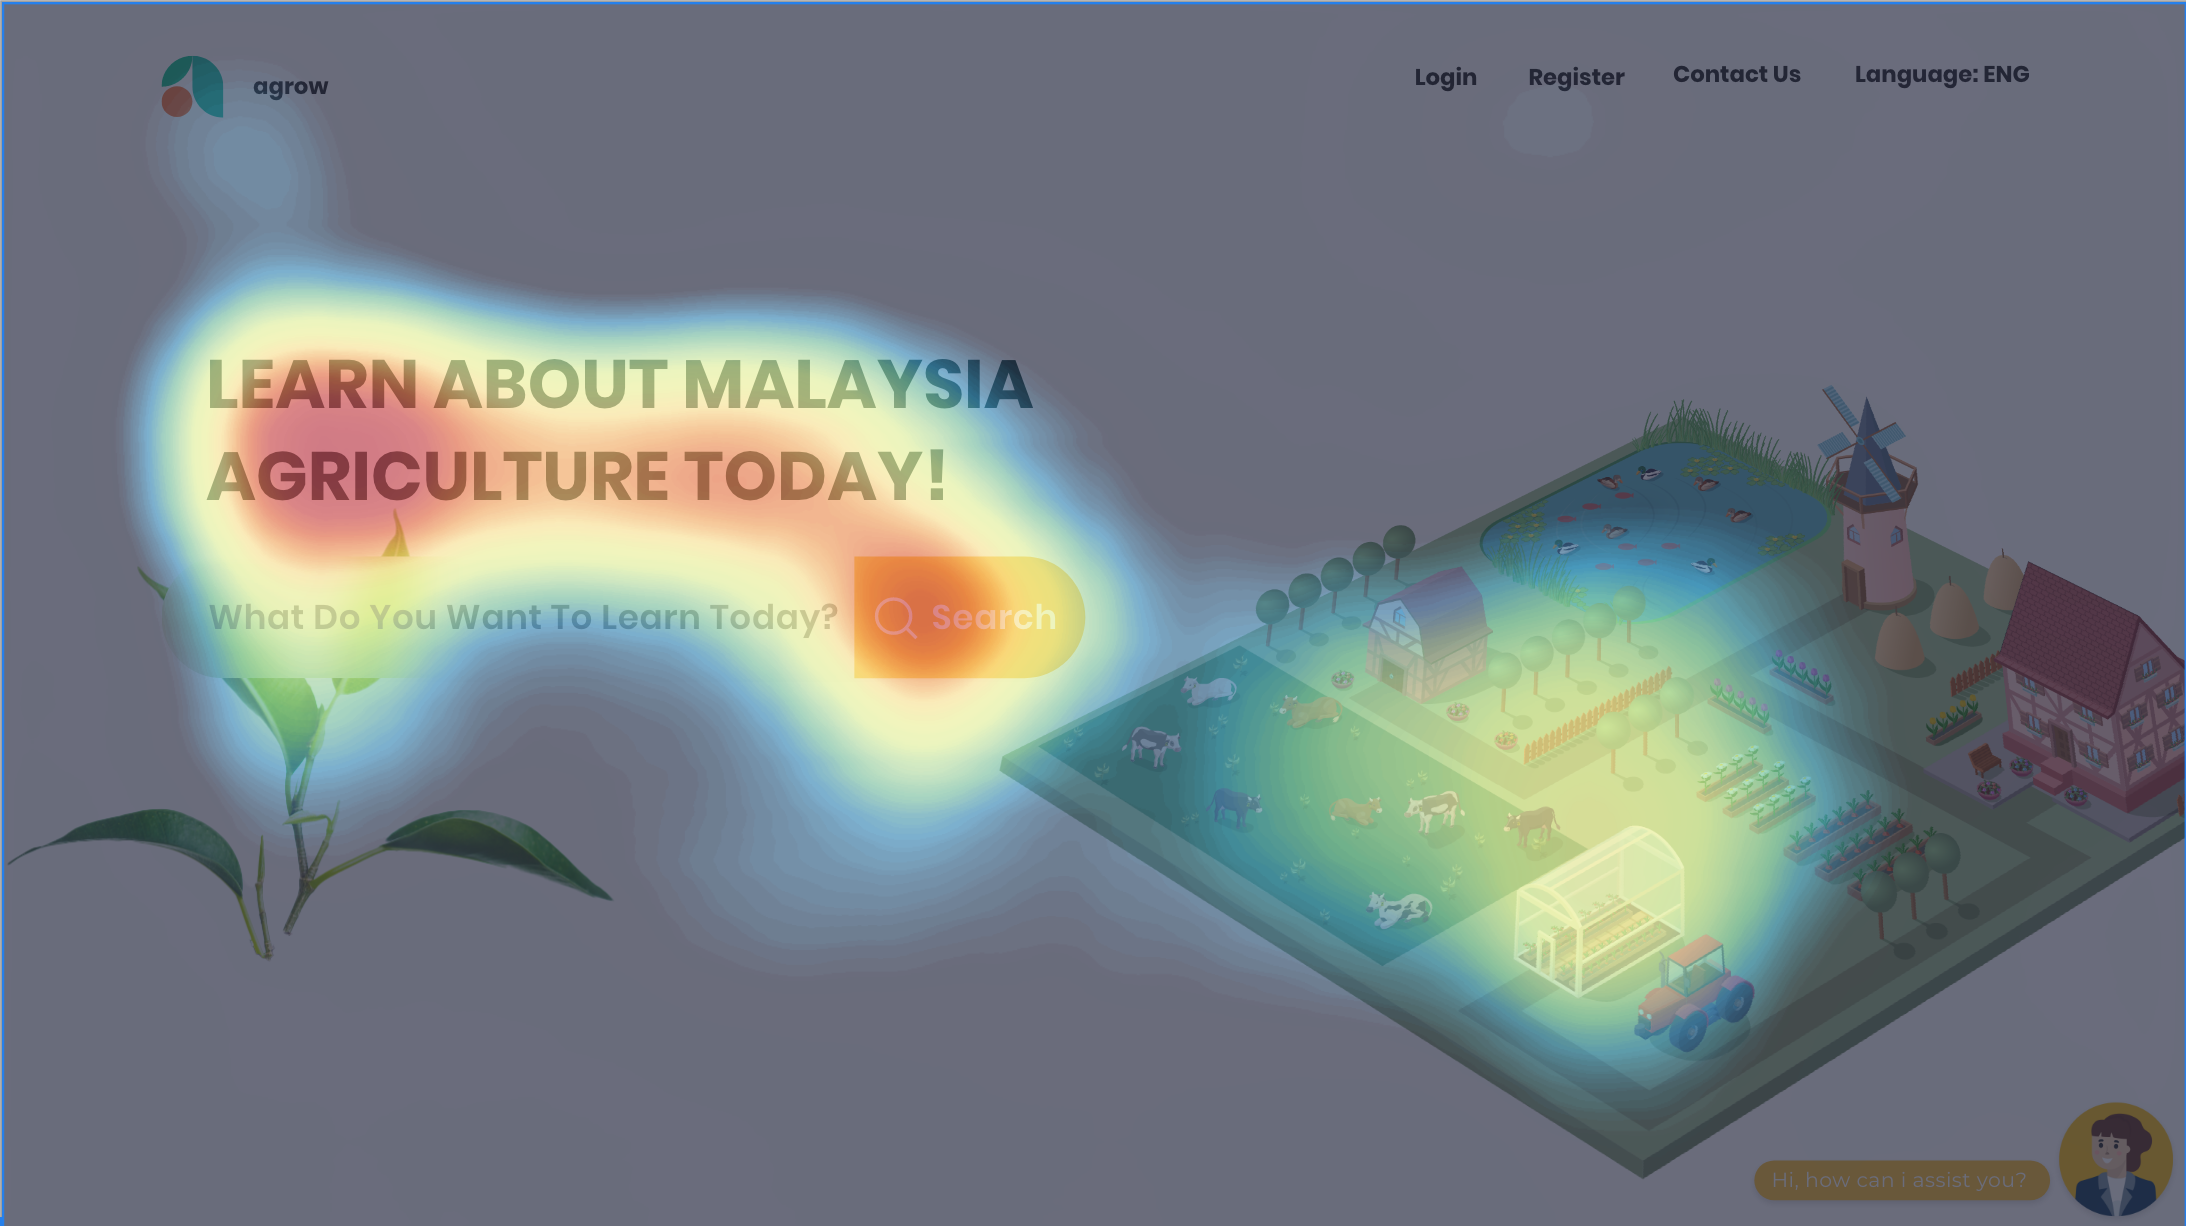 agrow
Login
Register
Contact Us
Language: ENG
LEARN ABOUT MALAYSIA
AGRICULTURE TODAY!
What Do You Want To Learn Today?
Search
Hi, how can i assist you?